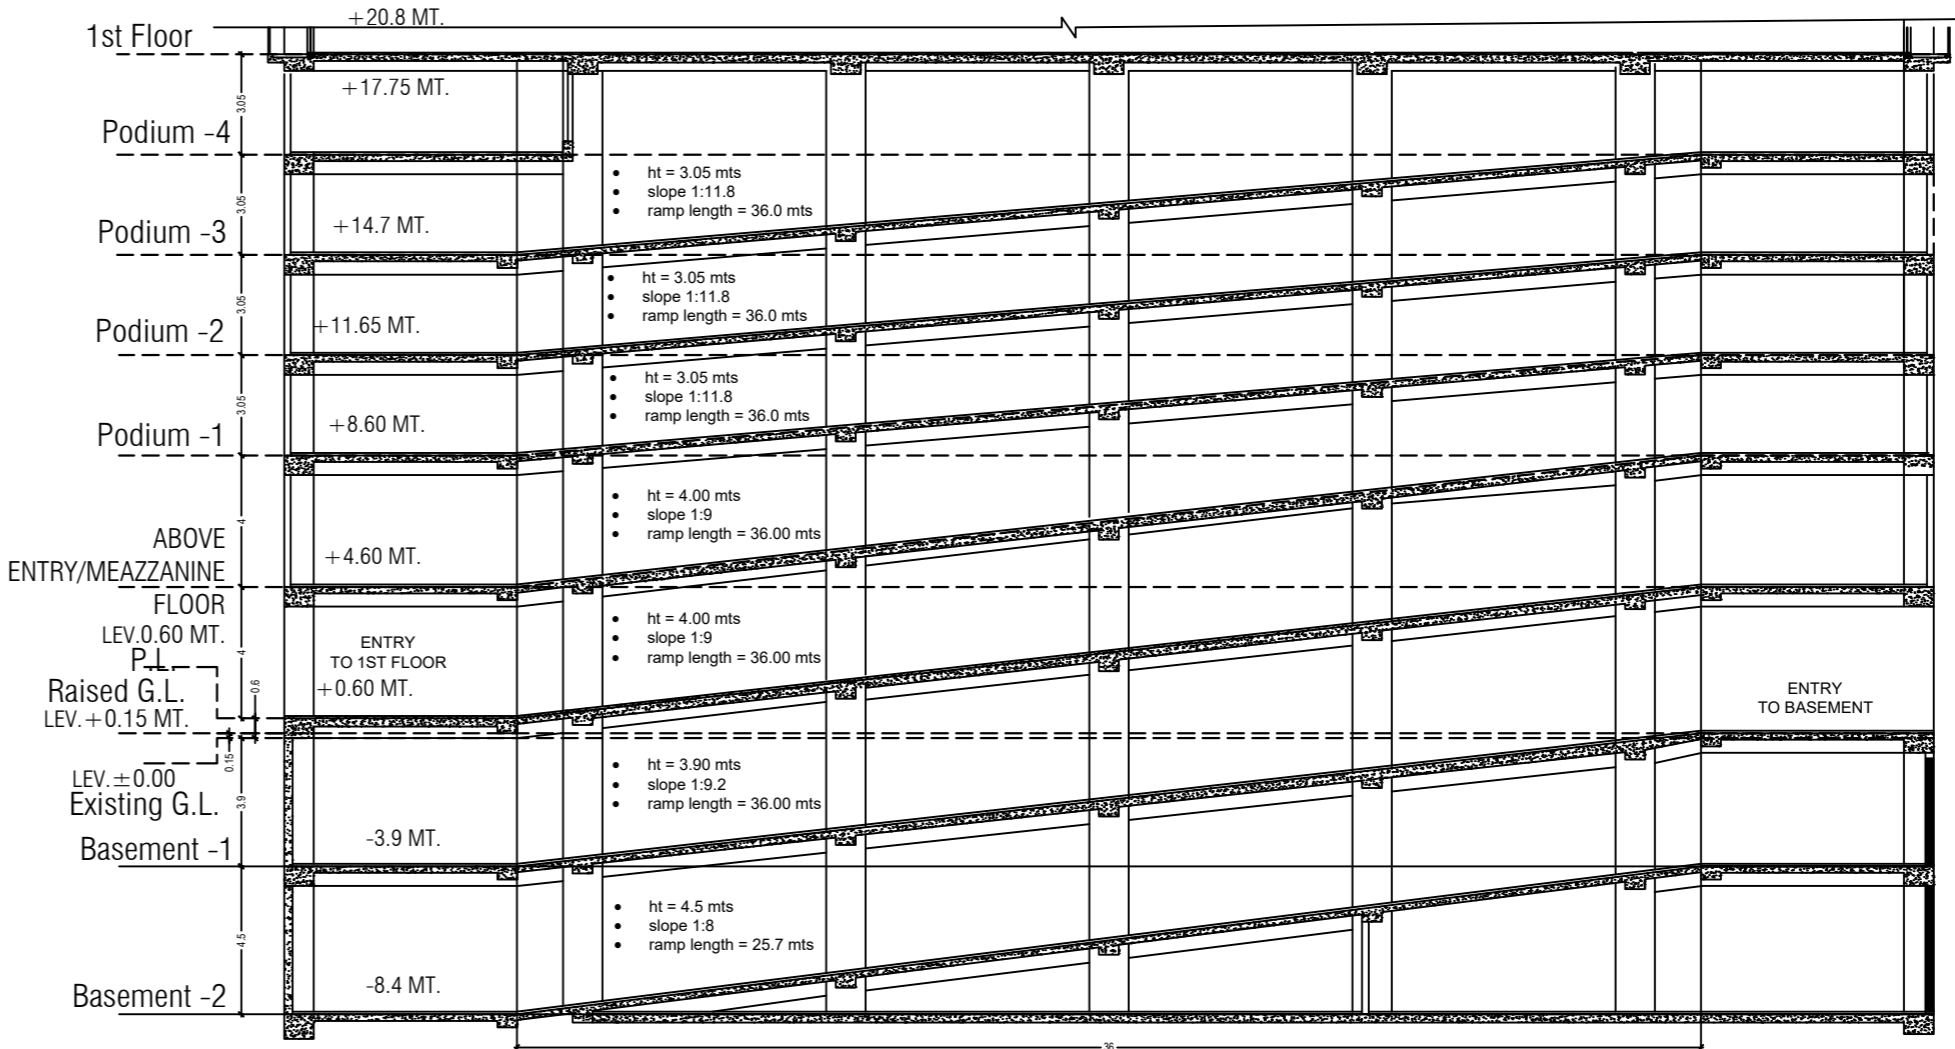 +20.8 MT.
1st Floor
+17.75 MT.
3.05
Podium -4
• ht = 3.05 mts
• slope 1:11.8
• ramp length = 36.0 mts
3.05
+14.7 MT.
Podium -3
• ht = 3.05 mts
• slope 1:11.8
• ramp length = 36.0 mts
3.05
+11.65 MT.
Podium -2
• ht = 3.05 mts
• slope 1:11.8
• ramp length = 36.0 mts
3.05
+8.60 MT.
Podium -1
• ht = 4.00 mts
• slope 1:9
• ramp length = 36.00 mts
4
+4.60 MT.
ABOVE
ENTRY/MEAZZANINE
FLOOR
LEV.0.60 MT.
P.L.
• ht = 4.00 mts
• slope 1:9
• ramp length = 36.00 mts
4
ENTRY
TO 1ST FLOOR
+0.60 MT.
Raised G.L.
LEV.+0.15 MT.
0.6
0.15
ENTRY
TO BASEMENT
LEV.±0.00
Existing G.L.
• ht = 3.90 mts
• slope 1:9.2
• ramp length = 36.00 mts
3.9
-3.9 MT.
Basement -1
• ht = 4.5 mts
• slope 1:8
• ramp length = 25.7 mts
4.5
-8.4 MT.
Basement -2
36